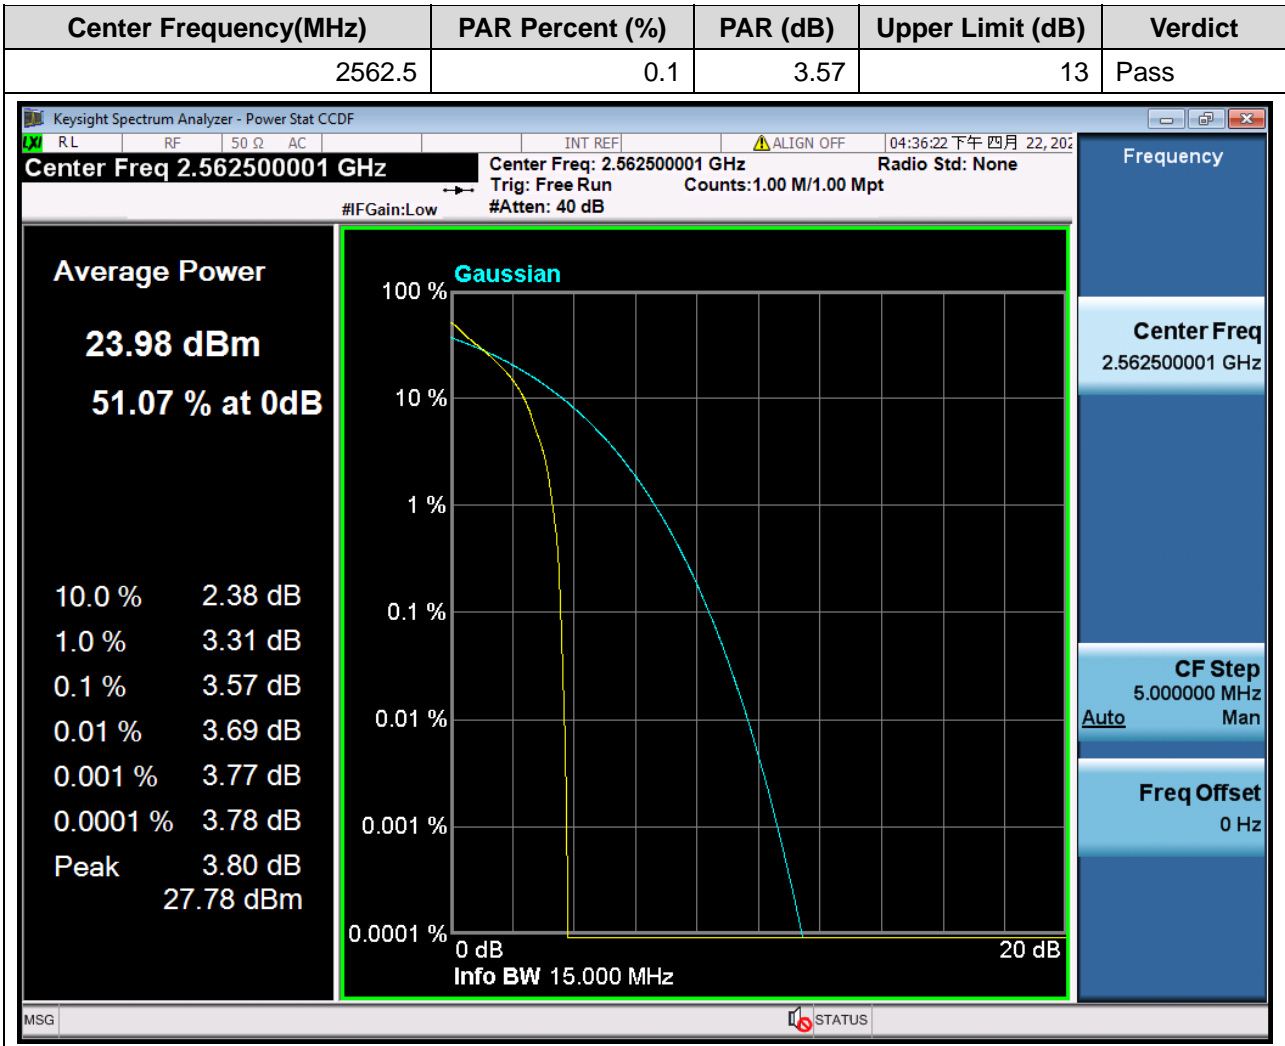 Center Frequency(MHz) PAR Percent (%) PAR (dB) Upper Limit (dB) Verdict
2562.5 0.1 3.57 13 Pass
Keysight Spectrum Analyzer - Power Stat CCDF
LXI RL RF 50 Ω AC INT REF ALIGN OFF 04:36:22下午 四月 22, 202
Center Freq 2.562500001 GHz
Center Freq: 2.562500001 GHz Radio Std: None
Trig: Free Run Counts:1.00 M/1.00 Mpt
#IFGain:Low #Atten: 40 dB
Average Power
23.98 dBm
51.07 % at 0dB
10.0 % 2.38 dB
1.0 % 3.31 dB
0.1 % 3.57 dB
0.01 % 3.69 dB
0.001 % 3.77 dB
0.0001 % 3.78 dB
Peak 3.80 dB
27.78 dBm
Gaussian
100 %
10 %
1 %
0.1 %
0.01 %
0.001 %
0.0001 %
0 dB 20 dB
Info BW 15.000 MHz
Frequency
Center Freq
2.562500001 GHz
CF Step
5.000000 MHz
Auto Man
Freq Offset
0 Hz
MSG STATUS